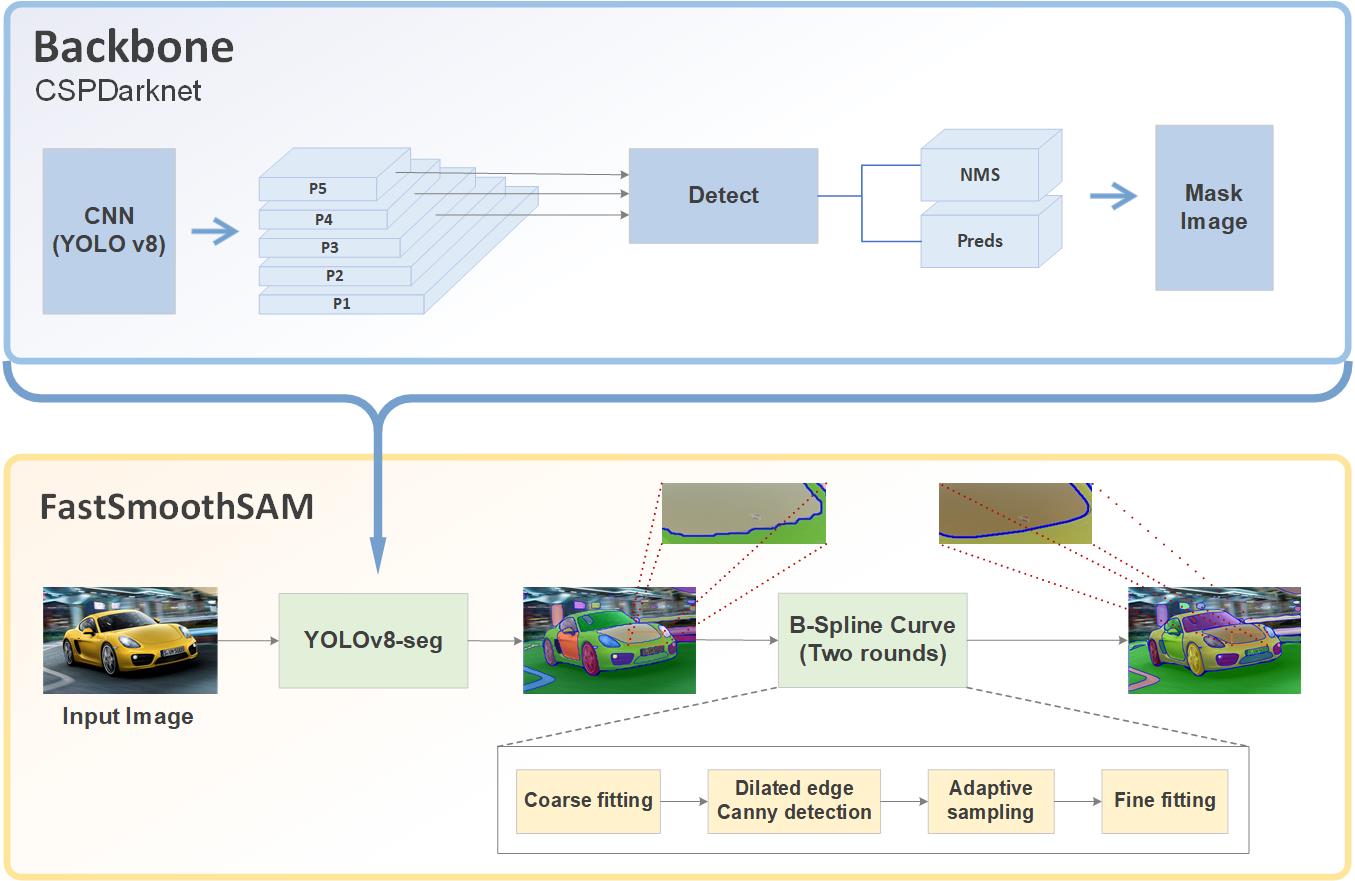 Backbone
CSPDarknet
CNN
(YOLO v8)
P5
P4
P3
P2
P1
Detect
NMS
Preds
Mask
Image
FastSmoothSAM
Input Image
YOLOv8-seg
B-Spline Curve
(Two rounds)
Coarse fitting
Dilated edge
Canny detection
Adaptive
sampling
Fine fitting